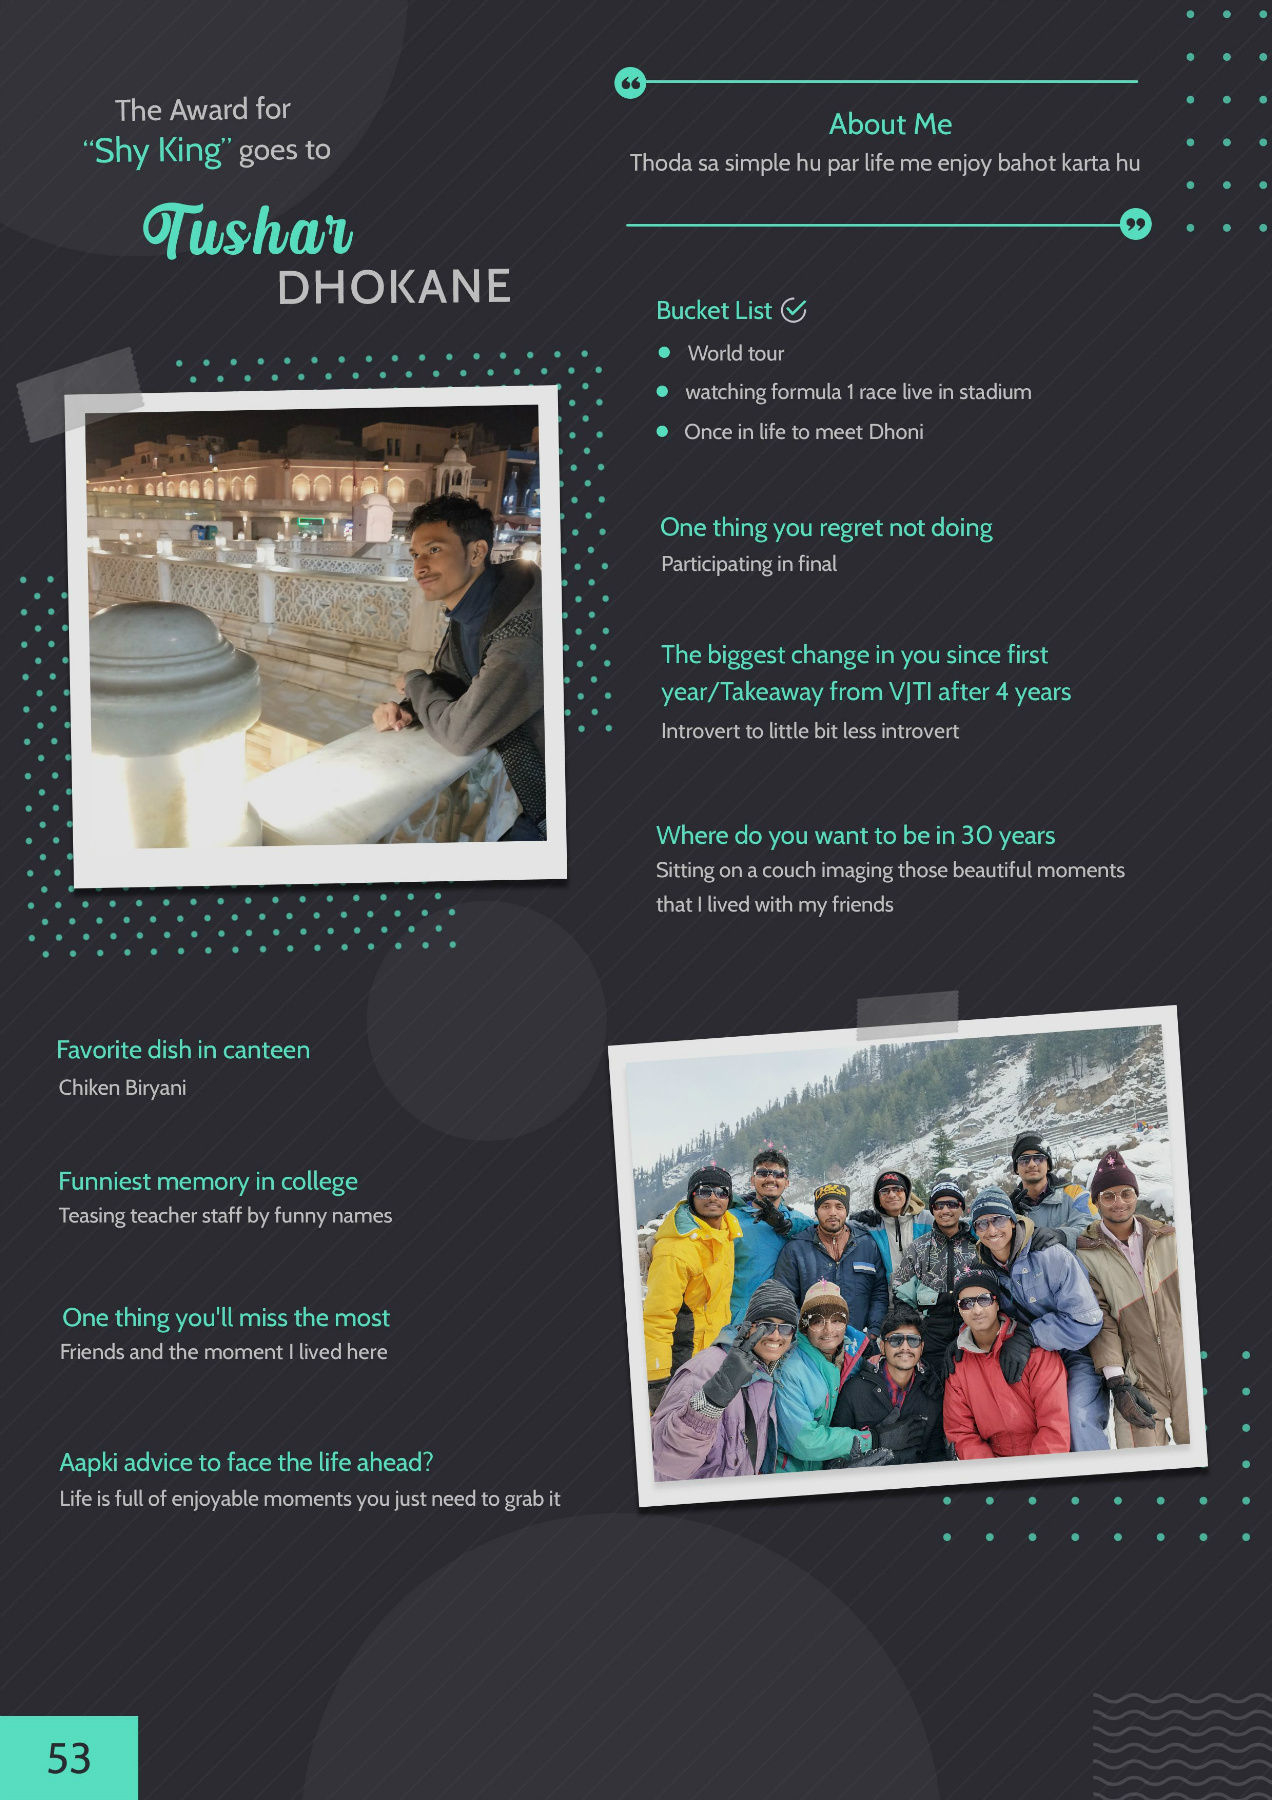 The Award for
“Shy King” goes to
Tushar
DHOKANE
About Me
Thoda sa simple hu par life me enjoy bahot karta hu
Bucket List
World tour
watching formula 1 race live in stadium
Once in life to meet Dhoni
One thing you regret not doing
Participating in final
The biggest change in you since first
year/Takeaway from VJTI after 4 years
Introvert to little bit less introvert
Where do you want to be in 30 years
Sitting on a couch imaging those beautiful moments
that I lived with my friends
Favorite dish in canteen
Chiken Biryani
Funniest memory in college
Teasing teacher staff by funny names
One thing you'll miss the most
Friends and the moment I lived here
Aapki advice to face the life ahead?
Life is full of enjoyable moments you just need to grab it
53